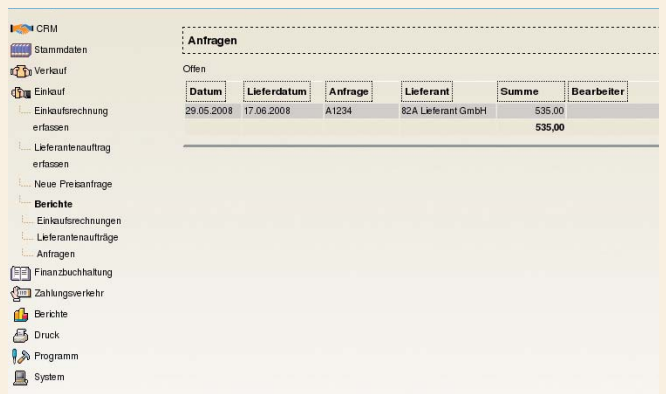 CRM
Stammdaten
Verkauf
Einkauf
Einkaufsrechnung
erfassen
Lieferantenauftrag
erfassen
Neue Preisanfrage
Berichte
Einkaufsrechnungen
Lieferantenaufträge
Anfragen
Finanzbuchhaltung
Zahlungsverkehr
Berichte
Druck
Programm
System
Anfragen
Offen
Datum Lieferdatum Anfrage Lieferant Summe Bearbeiter
29.05.2008 17.06.2008 A1234 82A Lieferant GmbH 535.00
535,00